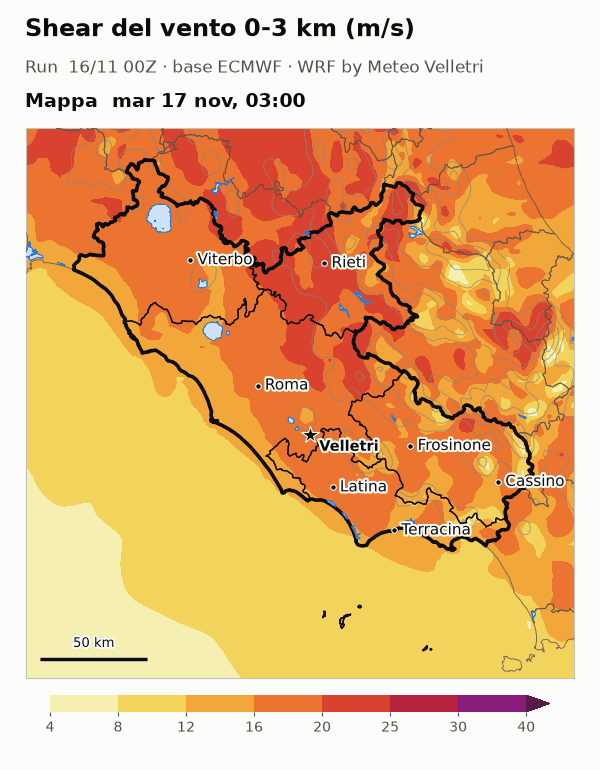 Shear del vento 0-3 km (m/s)
Run  16/11 00Z · base ECMWF · WRF by Meteo Velletri
Mappa  mar 17 nov, 03:00
Viterbo
Rieti
Roma
Velletri
Frosinone
Cassino
Latina
Terracina
50 km
4 8 12 16 20 25 30 40